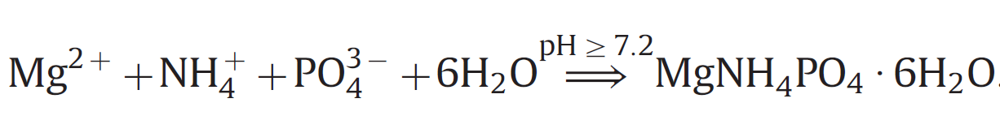 Mg²⁺ + NH₄⁺ + PO₄³⁻ + 6H₂O pH ≥ 7.2 ⟹ MgNH₄PO₄ · 6H₂O.